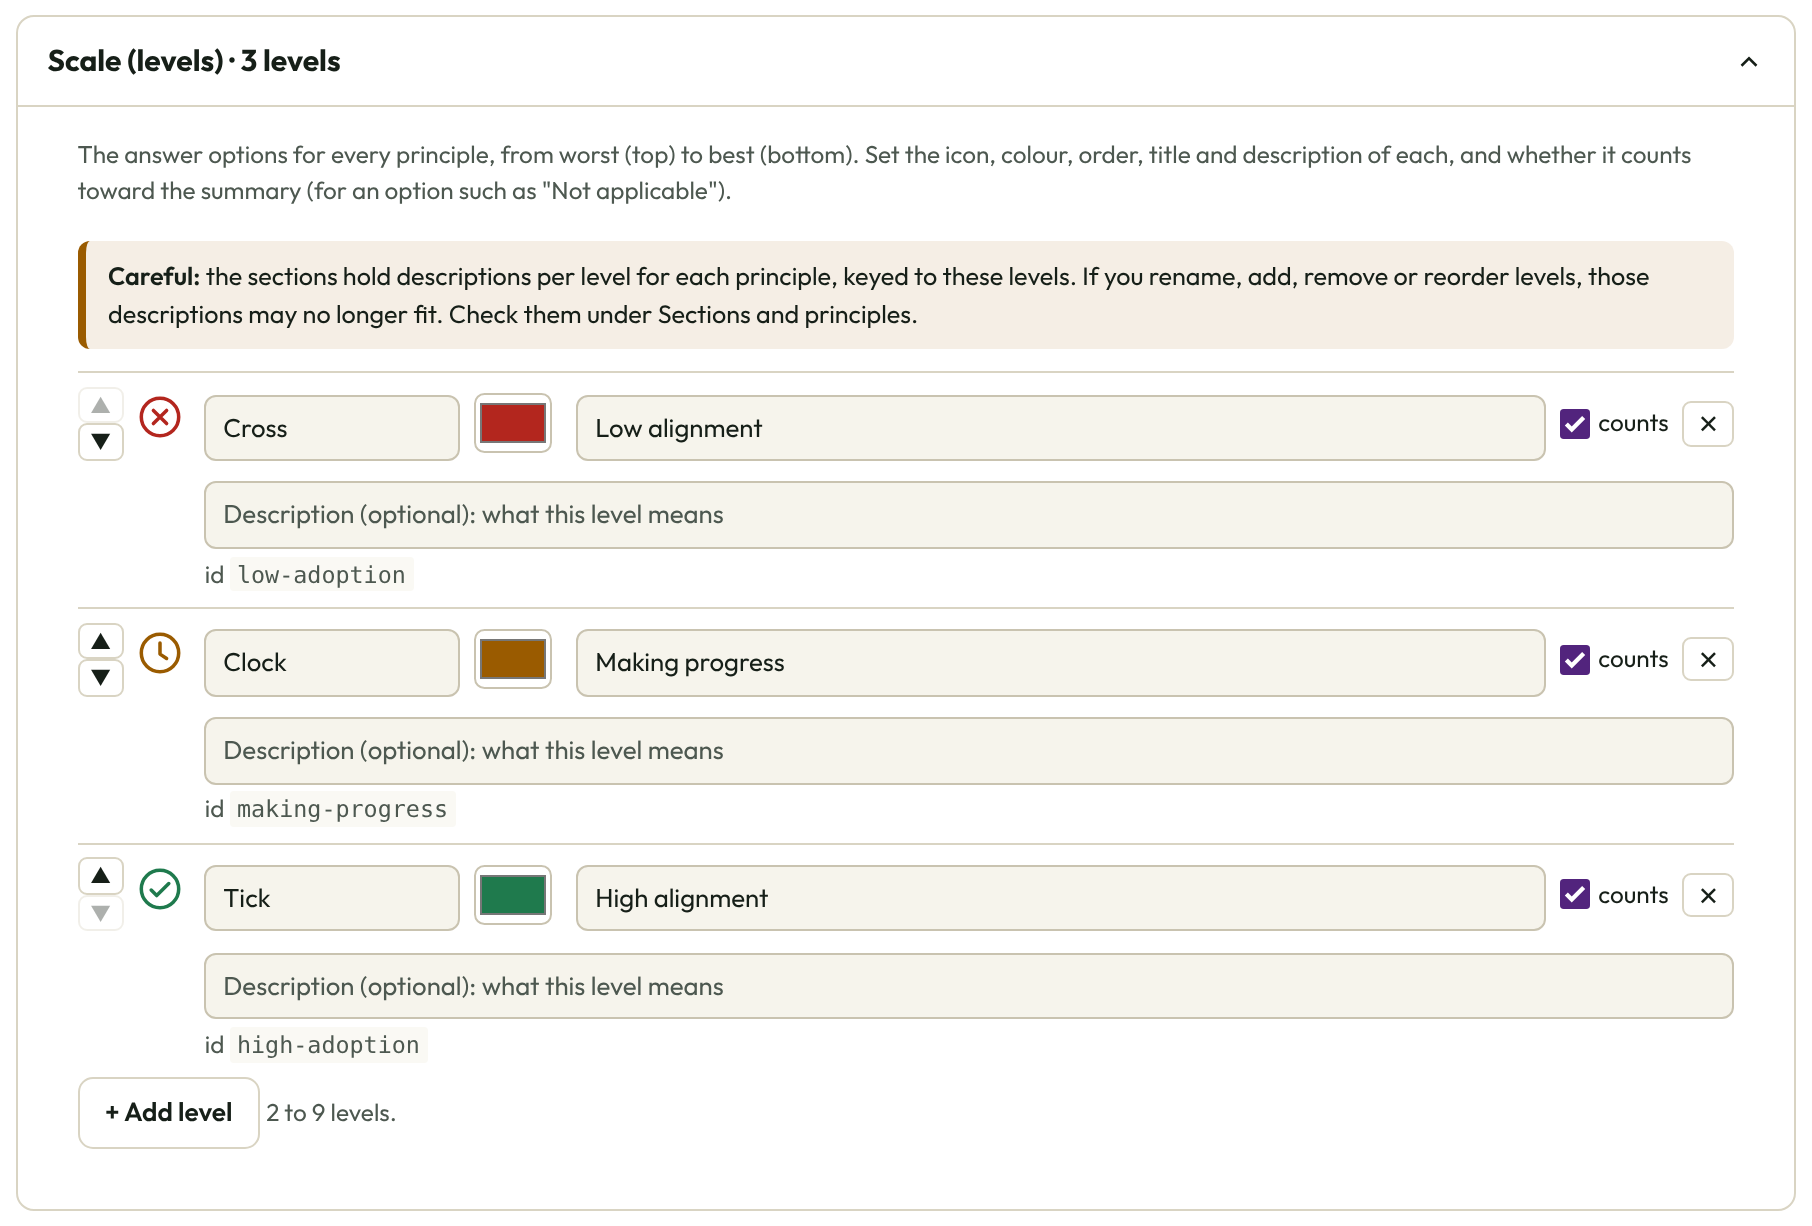 Scale (levels) · 3 levels
The answer options for every principle, from worst (top) to best (bottom). Set the icon, colour, order, title and description of each, and whether it counts
toward the summary (for an option such as "Not applicable").
Careful: the sections hold descriptions per level for each principle, keyed to these levels. If you rename, add, remove or reorder levels, those
descriptions may no longer fit. Check them under Sections and principles.
Cross Low alignment counts
Description (optional): what this level means
id low-adoption
Clock Making progress counts
Description (optional): what this level means
id making-progress
Tick High alignment counts
Description (optional): what this level means
id high-adoption
+ Add level 2 to 9 levels.